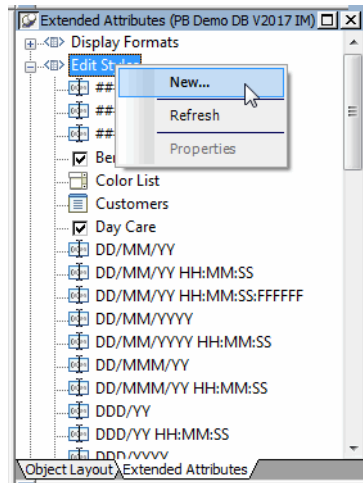 Extended Attributes (PB Demo DB V2017 IM)
Display Formats
Edit
New...
##
##
Refresh
##
Properties
Color List
Customers
Day Care
DD/MM/YY
DD/MM/YY HH:MM:SS
DD/MM/YY HH:MM:SS:FFFFFF
DD/MM/YYYY
DD/MM/YYYY HH:MM:SS
DD/MMM/YY
DD/MMM/YY HH:MM:SS
DDD/YY
DDD/YY HH:MM:SS
DDD/YYYY
Object Layout Extended Attributes